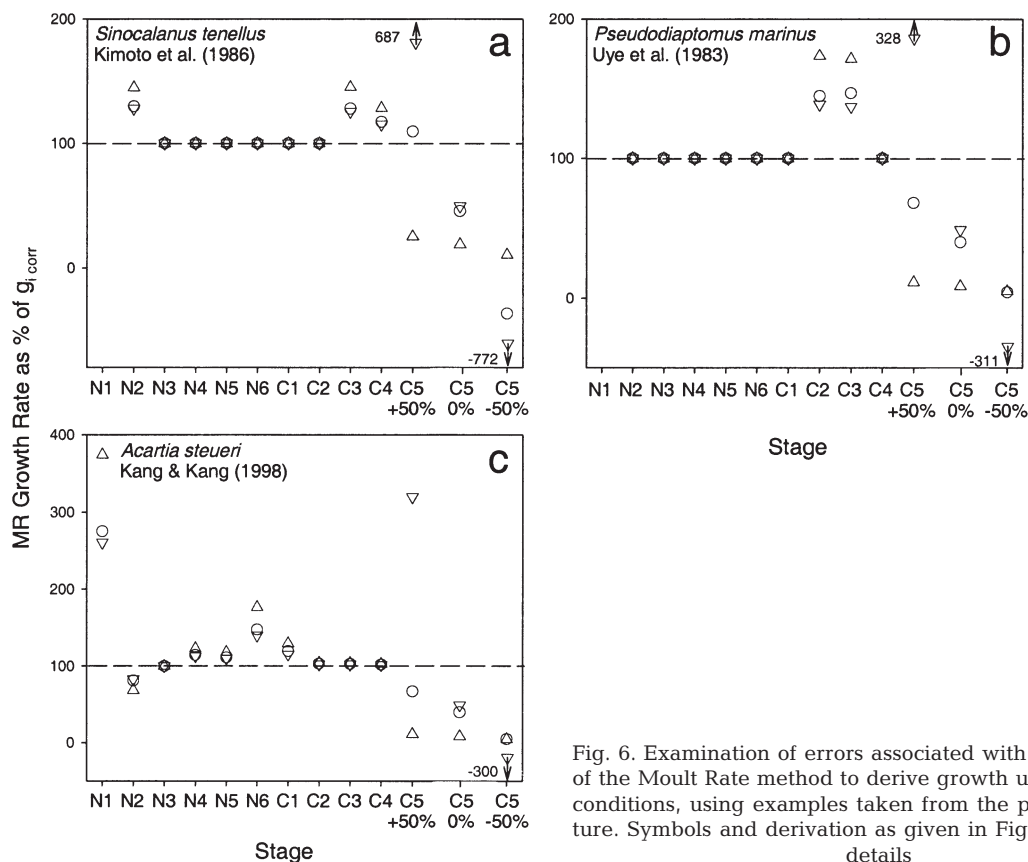 MR Growth Rate as % of g i corr
200
100
0
Sinocalanus tenellus
Kimoto et al. (1986)
a
687
-772
N1 N2 N3 N4 N5 N6 C1 C2 C3 C4 C5 C5 C5
+50% 0% -50%
200
100
0
Pseudodiaptomus marinus
Uye et al. (1983)
b
328
-311
N1 N2 N3 N4 N5 N6 C1 C2 C3 C4 C5 C5 C5
+50% 0% -50%
Stage
400
300
200
100
0
Acartia steueri
Kang & Kang (1998)
c
-300
N1 N2 N3 N4 N5 N6 C1 C2 C3 C4 C5 C5 C5
+50% 0% -50%
Stage
Fig. 6. Examination of errors associated with
of the Moult Rate method to derive growth u
conditions, using examples taken from the p
ture. Symbols and derivation as given in Fig
details